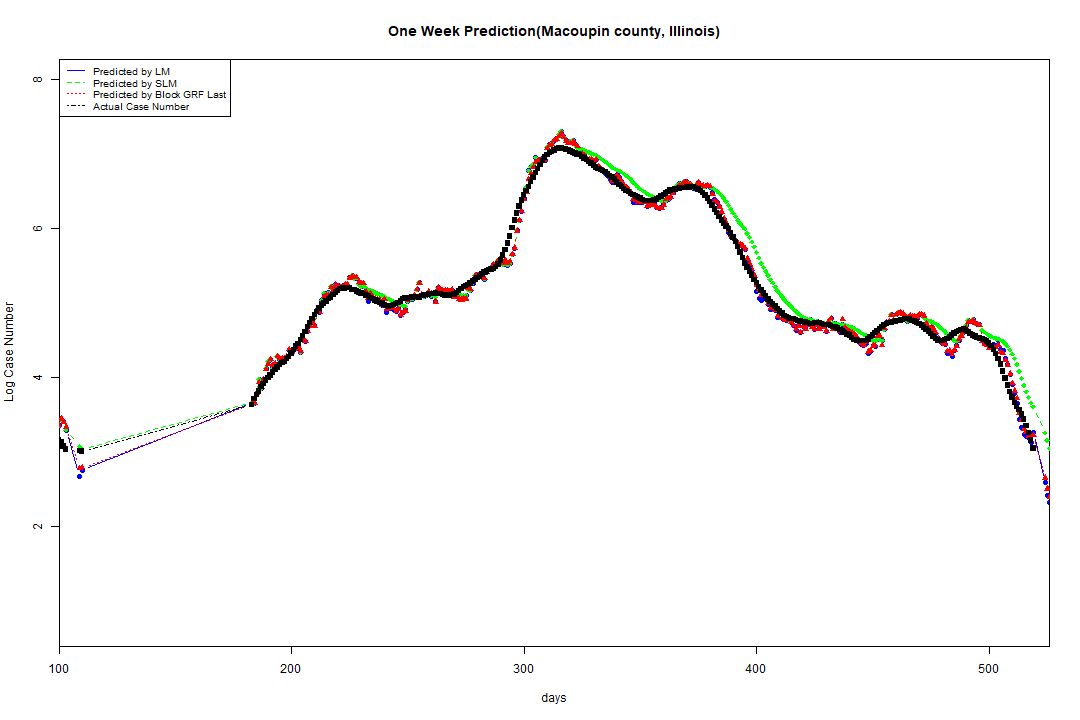 One Week Prediction(Macoupin county, Illinois)
Predicted by LM
Predicted by SLM
Predicted by Block GRF Last
Actual Case Number
8
6
4
2
Log Case Number
100 200 300 400 500
days